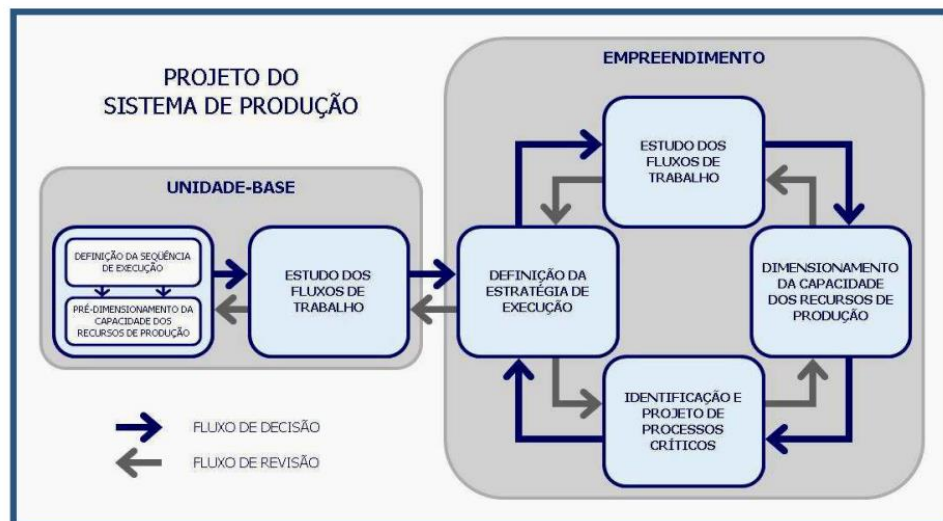 PROJETO DO
SISTEMA DE PRODUÇÃO
UNIDADE-BASE
DEFINIÇÃO DA SEQÜÊNCIA
DE EXECUÇÃO
PRÉ-DIMENSIONAMENTO DA
CAPACIDADE DOS
RECURSOS DE PRODUÇÃO
ESTUDO DOS
FLUXOS DE
TRABALHO
EMPREENDIMENTO
ESTUDO DOS
FLUXOS DE
TRABALHO
DEFINIÇÃO DA
ESTRATÉGIA DE
EXECUÇÃO
DIMENSIONAMENTO
DA CAPACIDADE
DOS RECURSOS DE
PRODUÇÃO
IDENTIFICAÇÃO E
PROJETO DE
PROCESSOS
CRÍTICOS
FLUXO DE DECISÃO
FLUXO DE REVISÃO